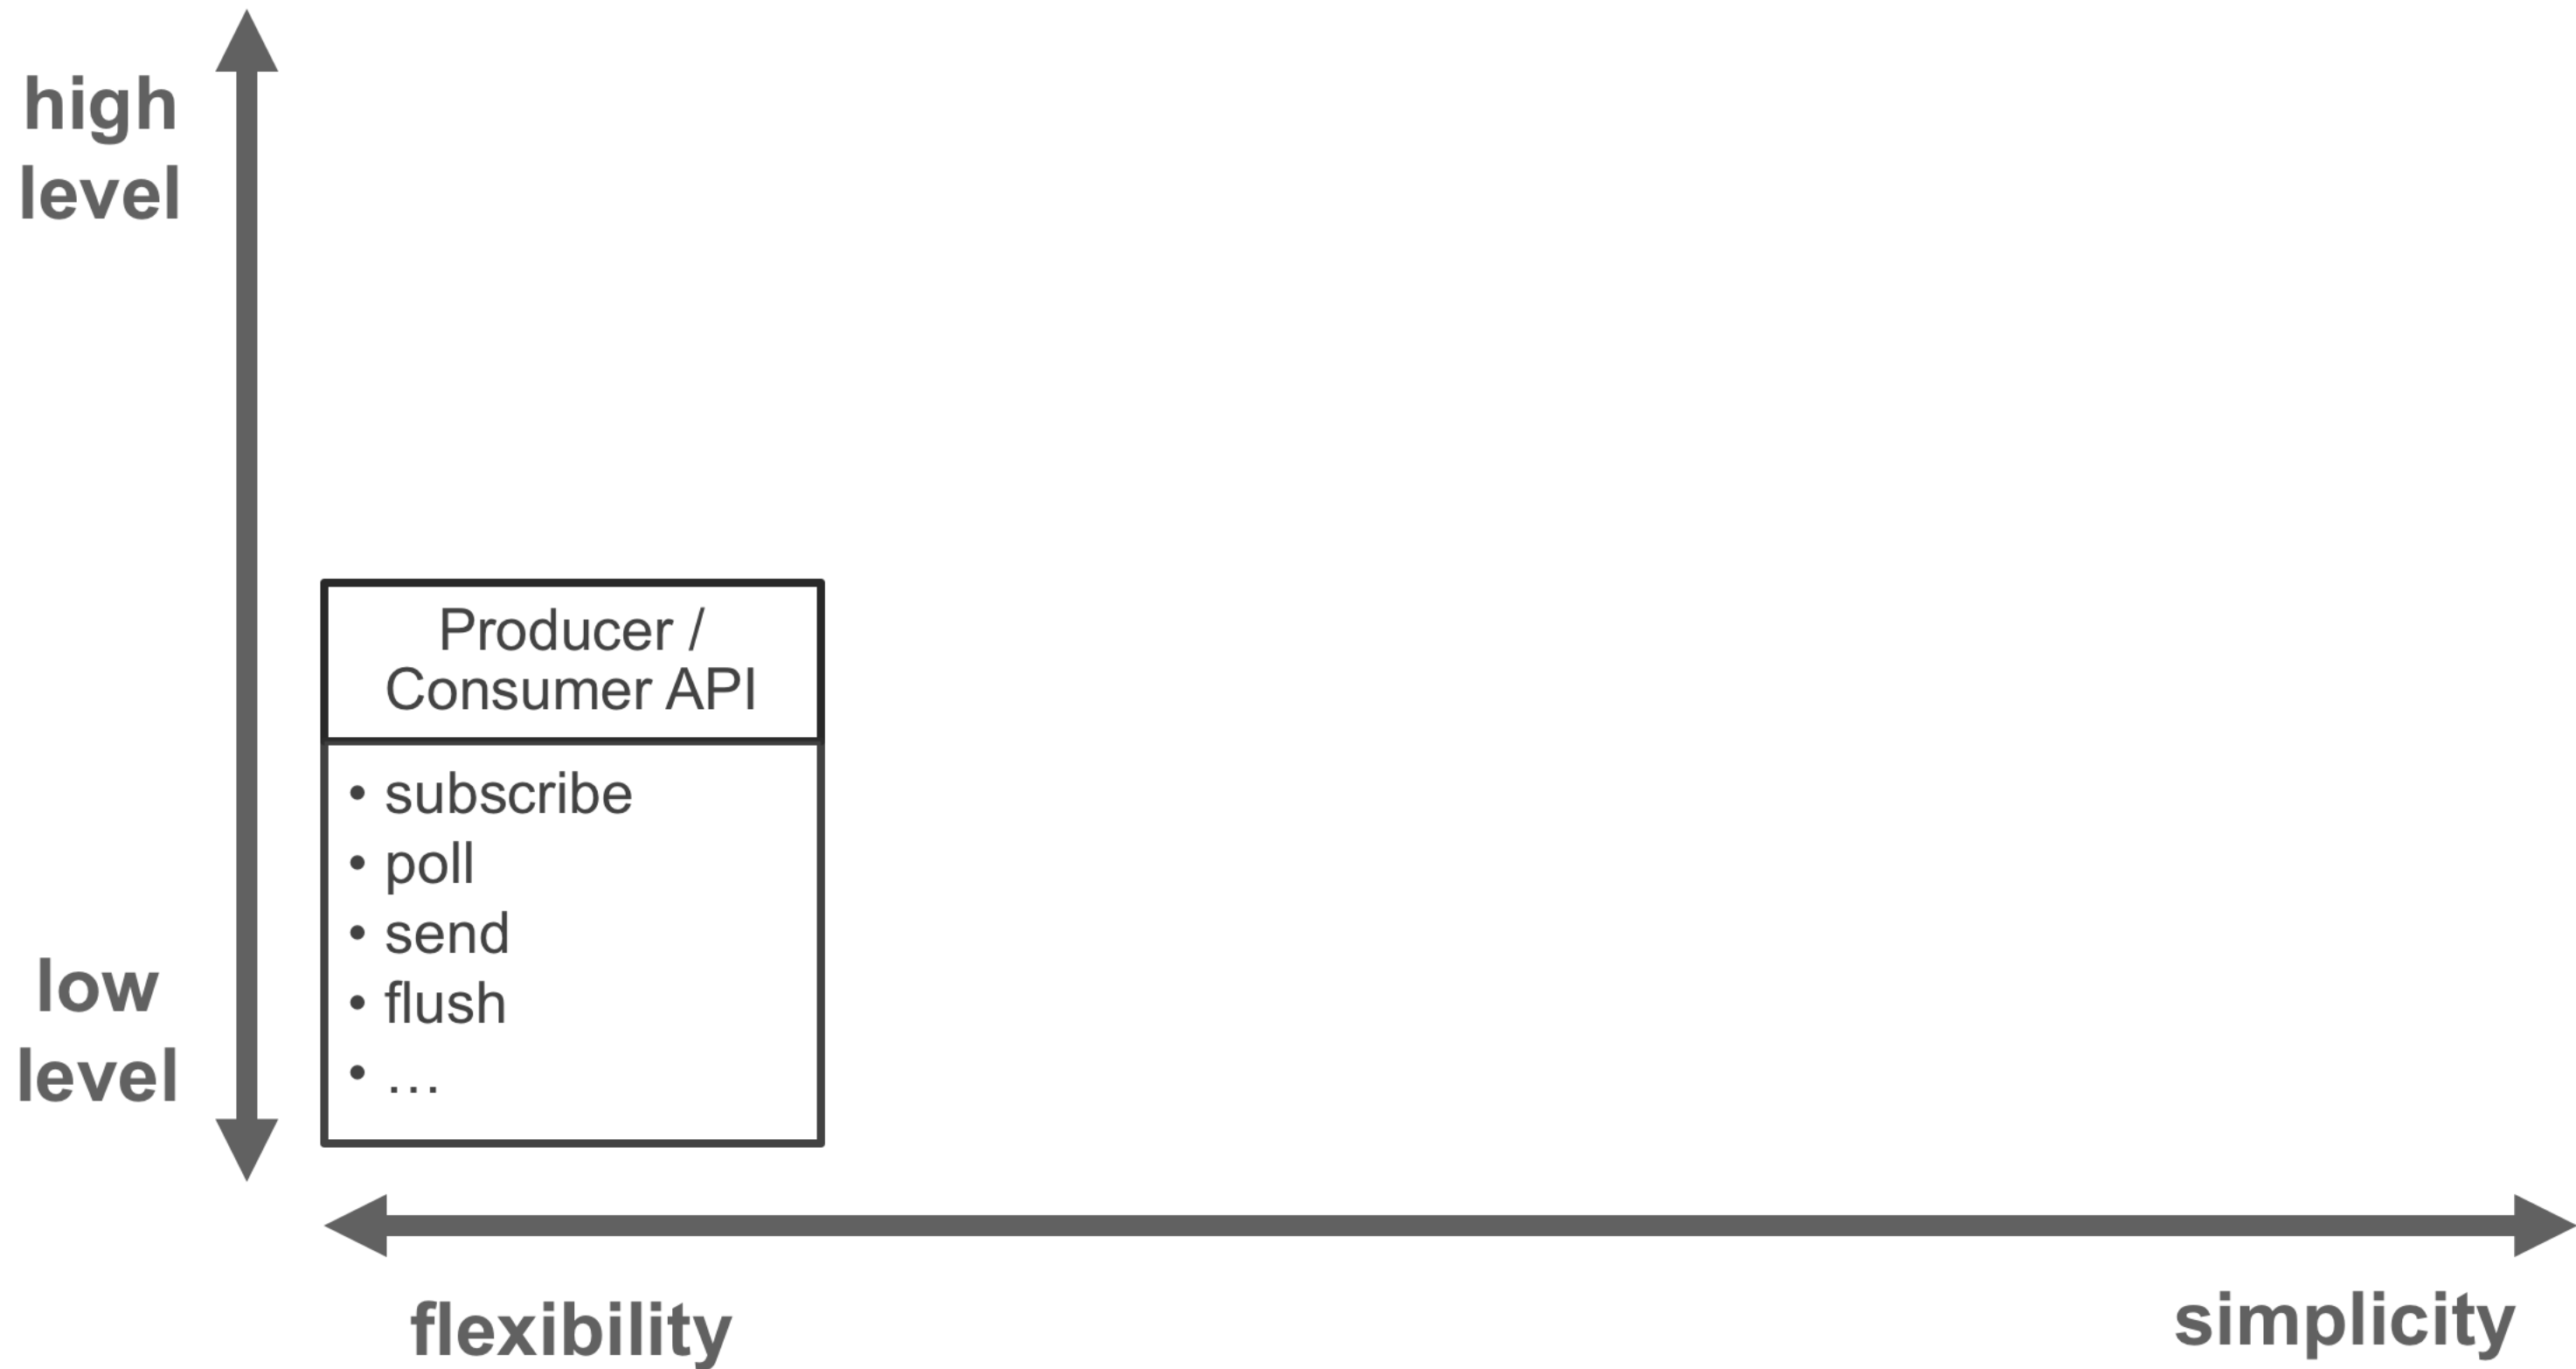 high
level
Producer /
Consumer API
• subscribe
• poll
• send
• flush
• …
low
level
flexibility
simplicity